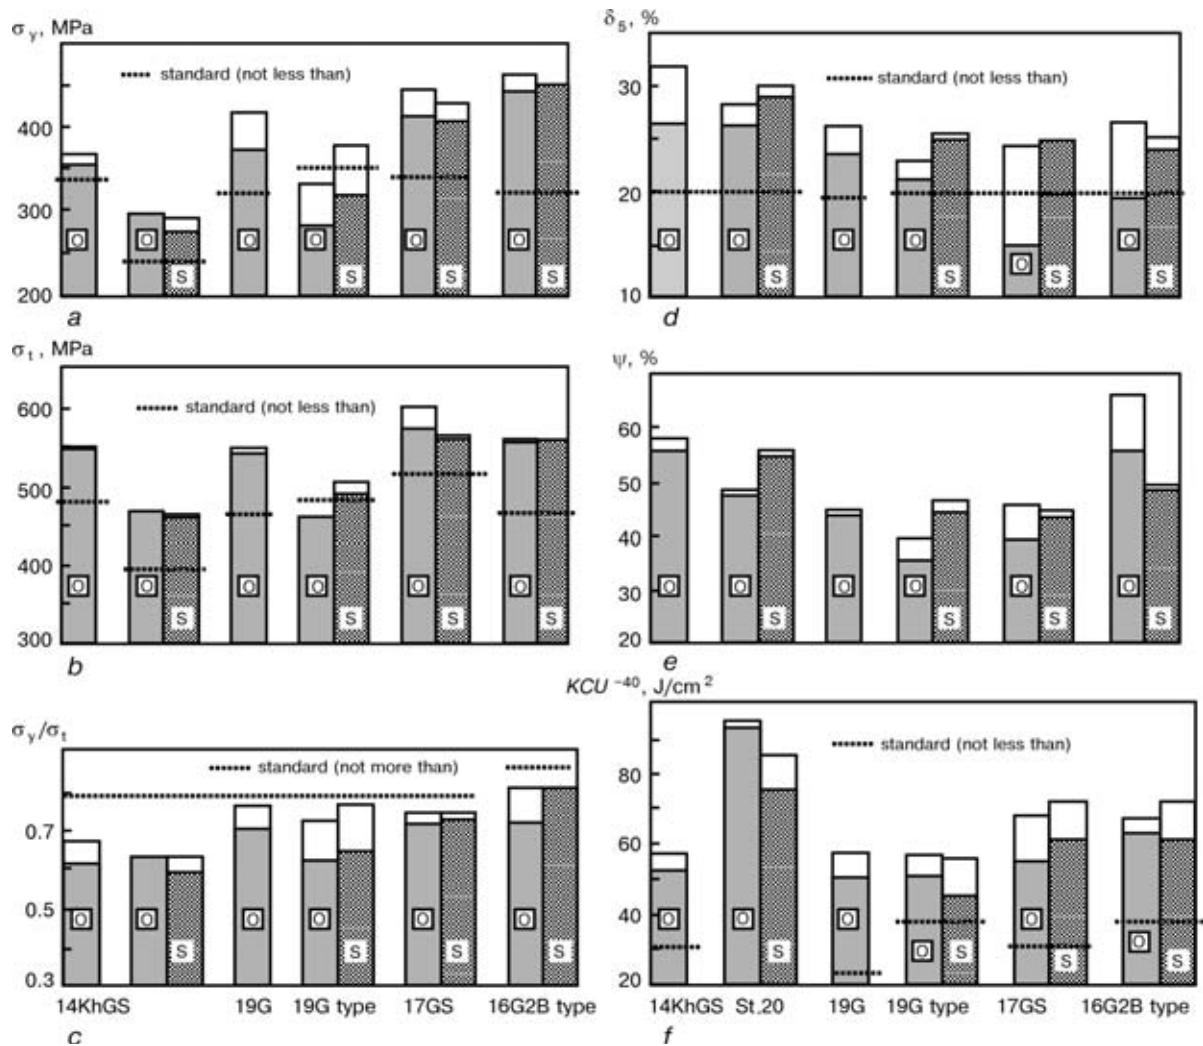 σy, MPa
standard (not less than)
400
300
200
O
O
O
O
O
O
S
S
S
S
a
δ5, %
standard (not less than)
30
20
10
O
O
O
O
O
O
S
S
S
S
d
σt, MPa
standard (not less than)
600
500
400
300
O
O
O
O
O
O
S
S
S
S
b
ψ, %
60
50
40
30
20
O
O
O
O
O
O
S
S
S
S
e
σy/σt
standard (not more than)
0.7
0.5
0.3
O
O
O
O
O
O
S
S
S
S
14KhGS 19G 19G type 17GS 16G2B type
c
KCU −40, J/cm2
standard (not less than)
80
60
40
20
O
O
O
O
O
O
S
S
S
S
14KhGS St.20 19G 19G type 17GS 16G2B type
f